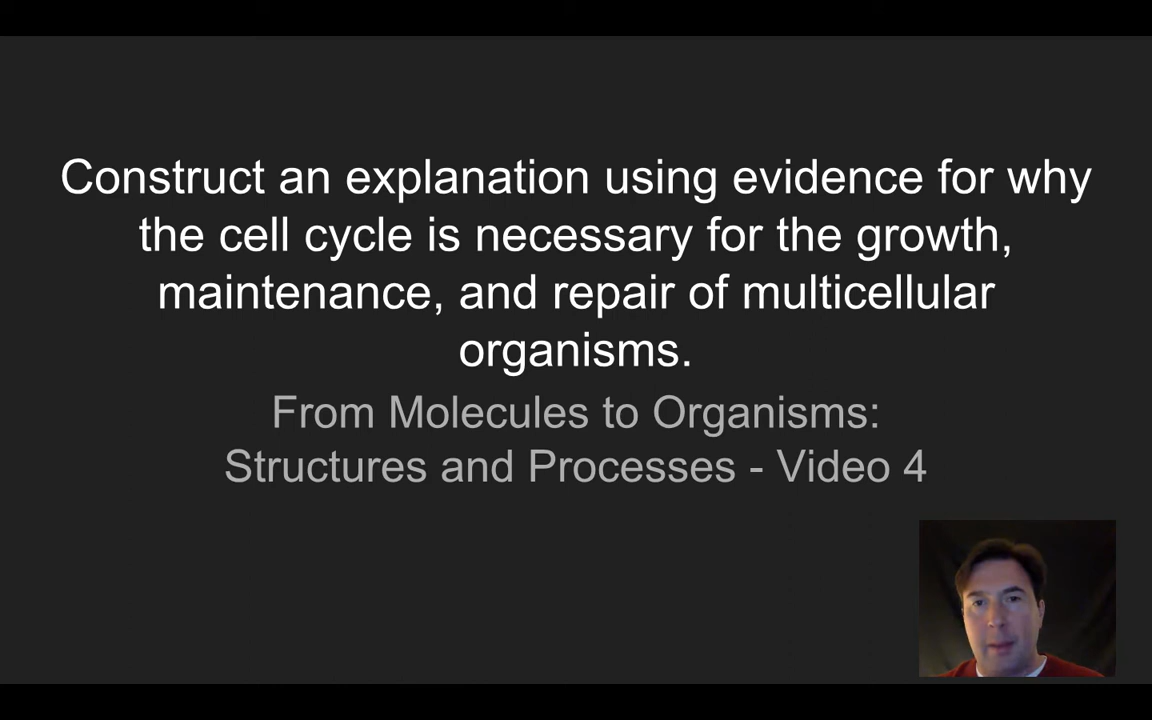 Construct an explanation using evidence for why
the cell cycle is necessary for the growth,
maintenance, and repair of multicellular
organisms.
From Molecules to Organisms:
Structures and Processes - Video 4